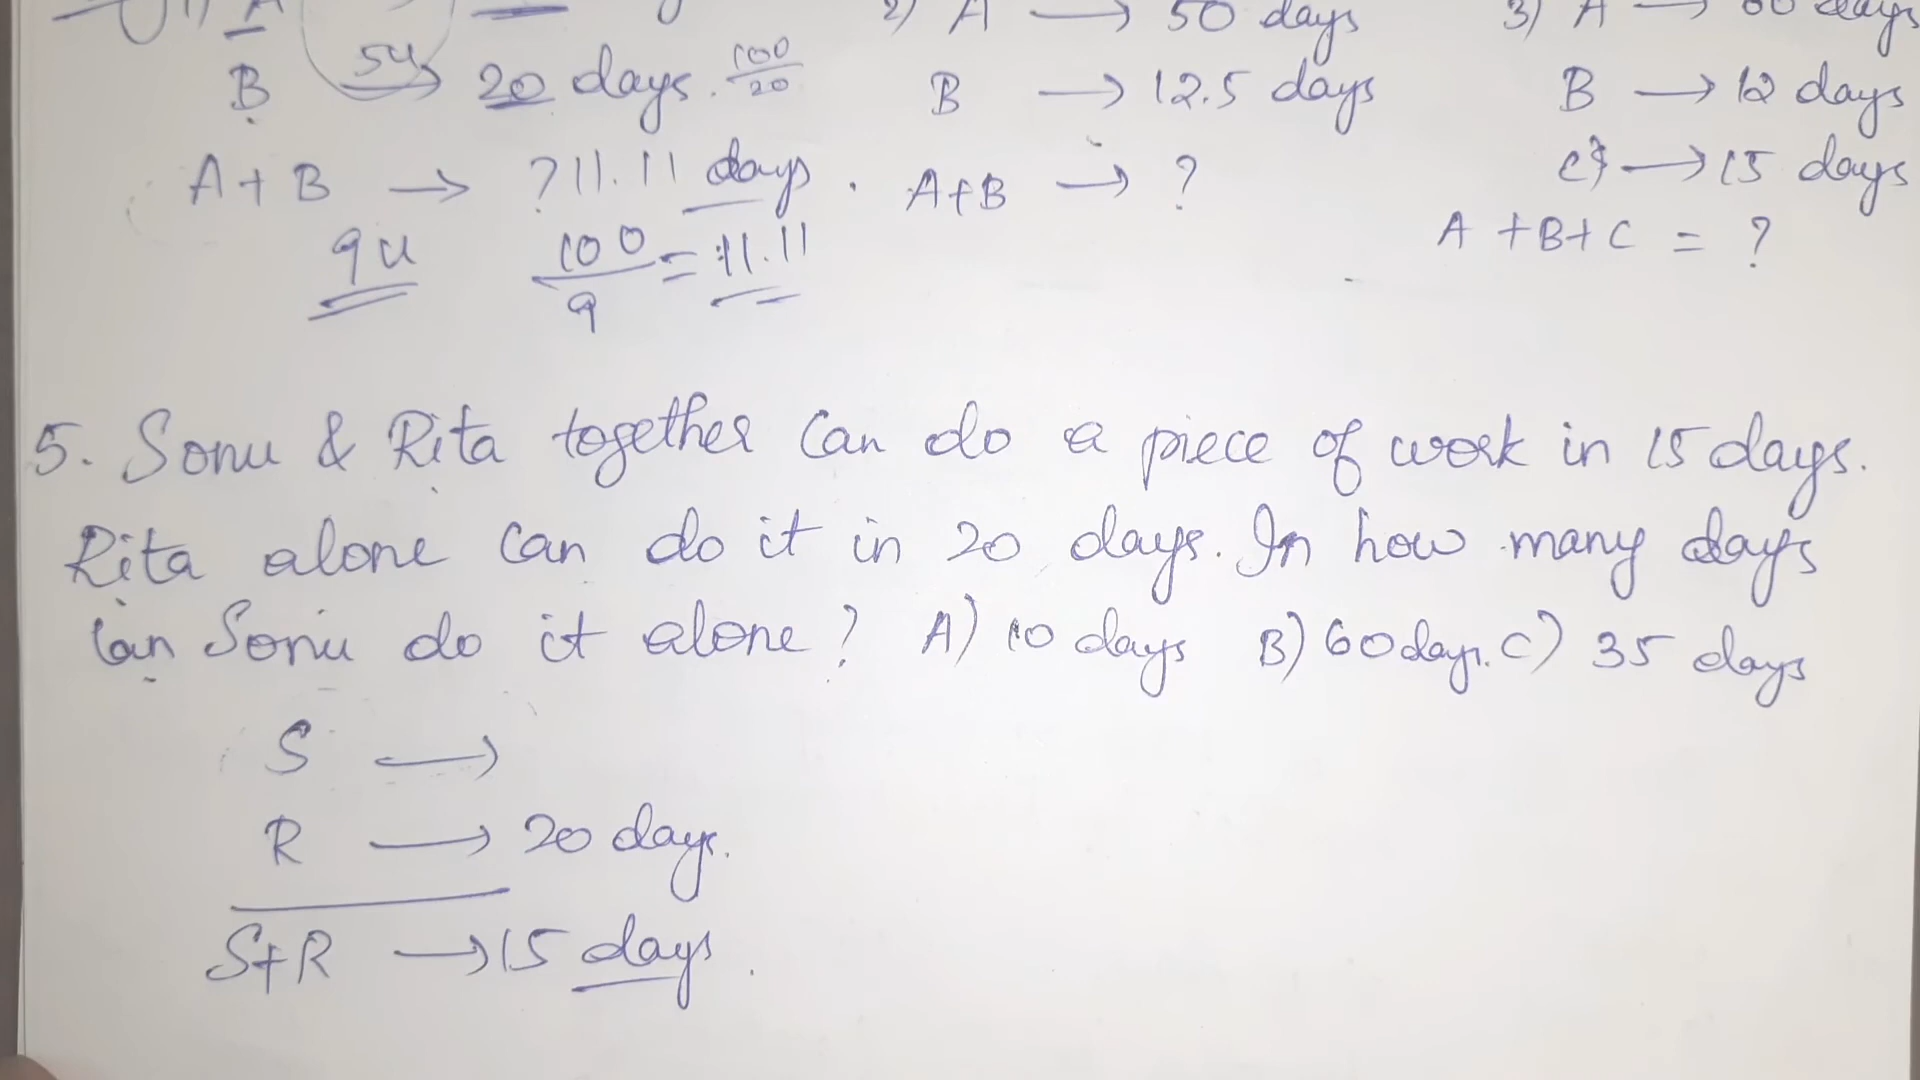 2) A → 50 days
3) A →
B 5u → 20 days. 100/20
B → 12.5 days
B → 12 days
C → 15 days
A+B → ? 11.11 days.
A+B → ?
A+B+C = ?
9u 100/9 = 11.11
5. Sonu & Rita together Can do a piece of work in 15 days.
Rita alone can do it in 20 days. In how many days
Can Sonu do it alone? A) 10 days B) 60 days. C) 35 days
S →
R → 20 days.
S+R → 15 days.